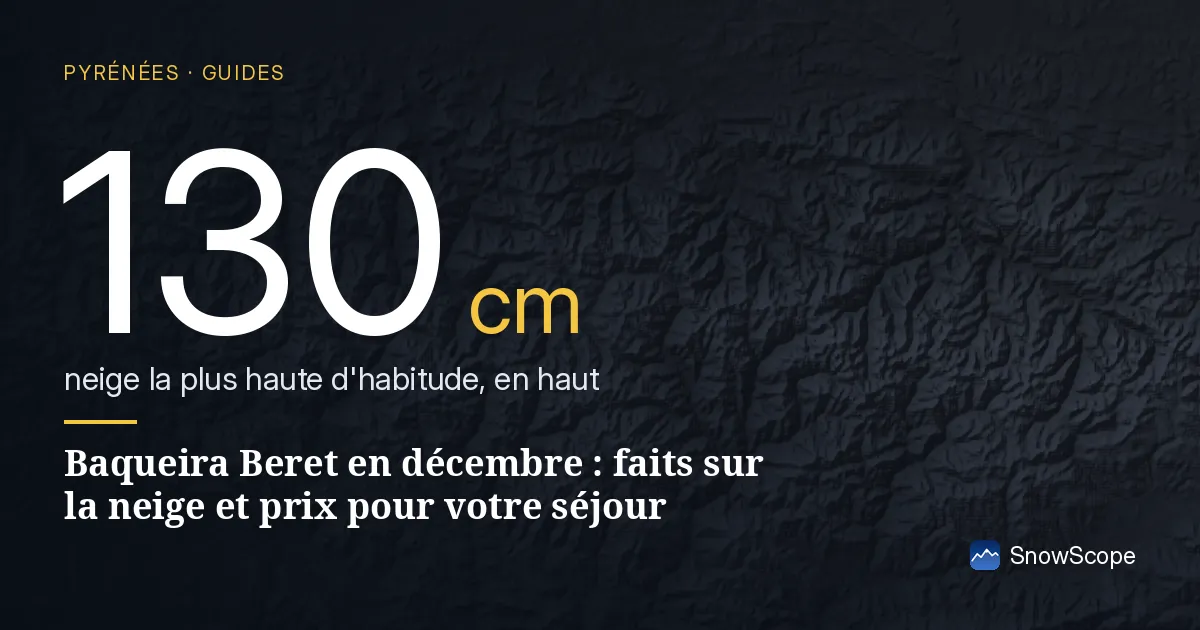 PYRÉNÉES · GUIDES
130 cm
neige la plus haute d'habitude, en haut
Baqueira Beret en décembre : faits sur
la neige et prix pour votre séjour
SnowScope